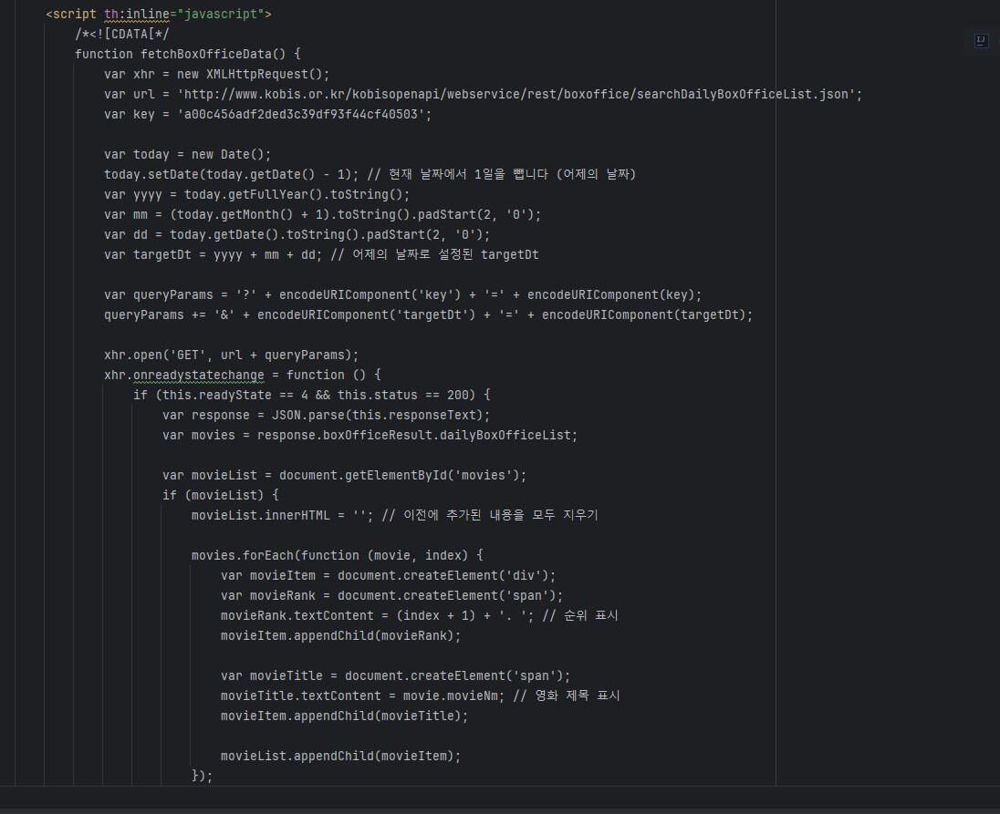 <script th:inline="javascript">
/*<![CDATA[*/
function fetchBoxOfficeData() {
var xhr = new XMLHttpRequest();
var url = 'http://www.kobis.or.kr/kobisopenapi/webservice/rest/boxoffice/searchDailyBoxOfficeList.json';
var key = 'a00c456adf2ded3c39df93f44cf40503';
var today = new Date();
today.setDate(today.getDate() - 1); // 현재 날짜에서 1일을 뺍니다 (어제의 날짜)
var yyyy = today.getFullYear().toString();
var mm = (today.getMonth() + 1).toString().padStart(2, '0');
var dd = today.getDate().toString().padStart(2, '0');
var targetDt = yyyy + mm + dd; // 어제의 날짜로 설정된 targetDt
var queryParams = '?' + encodeURIComponent('key') + '=' + encodeURIComponent(key);
queryParams += '&' + encodeURIComponent('targetDt') + '=' + encodeURIComponent(targetDt);
xhr.open('GET', url + queryParams);
xhr.onreadystatechange = function () {
if (this.readyState == 4 && this.status == 200) {
var response = JSON.parse(this.responseText);
var movies = response.boxOfficeResult.dailyBoxOfficeList;
var movieList = document.getElementById('movies');
if (movieList) {
movieList.innerHTML = ''; // 이전에 추가된 내용을 모두 지우기
movies.forEach(function (movie, index) {
var movieItem = document.createElement('div');
var movieRank = document.createElement('span');
movieRank.textContent = (index + 1) + '. '; // 순위 표시
movieItem.appendChild(movieRank);
var movieTitle = document.createElement('span');
movieTitle.textContent = movie.movieNm; // 영화 제목 표시
movieItem.appendChild(movieTitle);
movieList.appendChild(movieItem);
});